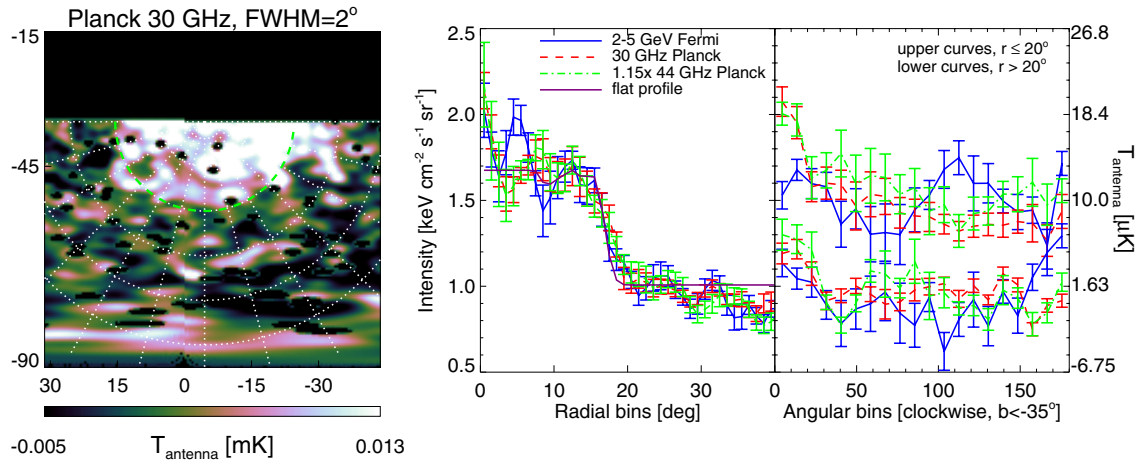 Planck 30 GHz, FWHM=2°
-15
-45
-60
-75
-90
30 15 0 -15 -30
-0.005 T antenna [mK] 0.013
Intensity [keV cm-2 s-1 sr-1]
2.5
2.0
1.5
1.0
0.5
2-5 GeV Fermi
30 GHz Planck
1.15x 44 GHz Planck
flat profile
0 10 20 30
Radial bins [deg]
upper curves, r ≤ 20°
lower curves, r > 20°
0 50 100 150
Angular bins [clockwise, b<-35°]
26.8
18.4
10.0
1.63
-6.75
T antenna [μK]